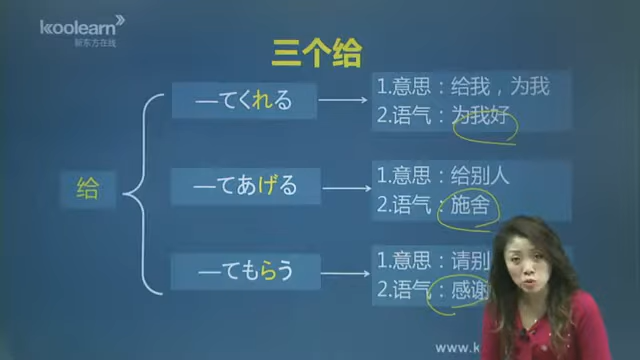 koolearn
新东方在线
三个给
给
—てくれる
1.意思：给我，为我
2.语气：为我好
—てあげる
1.意思：给别人
2.语气：施舍
—てもらう
1.意思：请别
2.语气：感谢
www.k